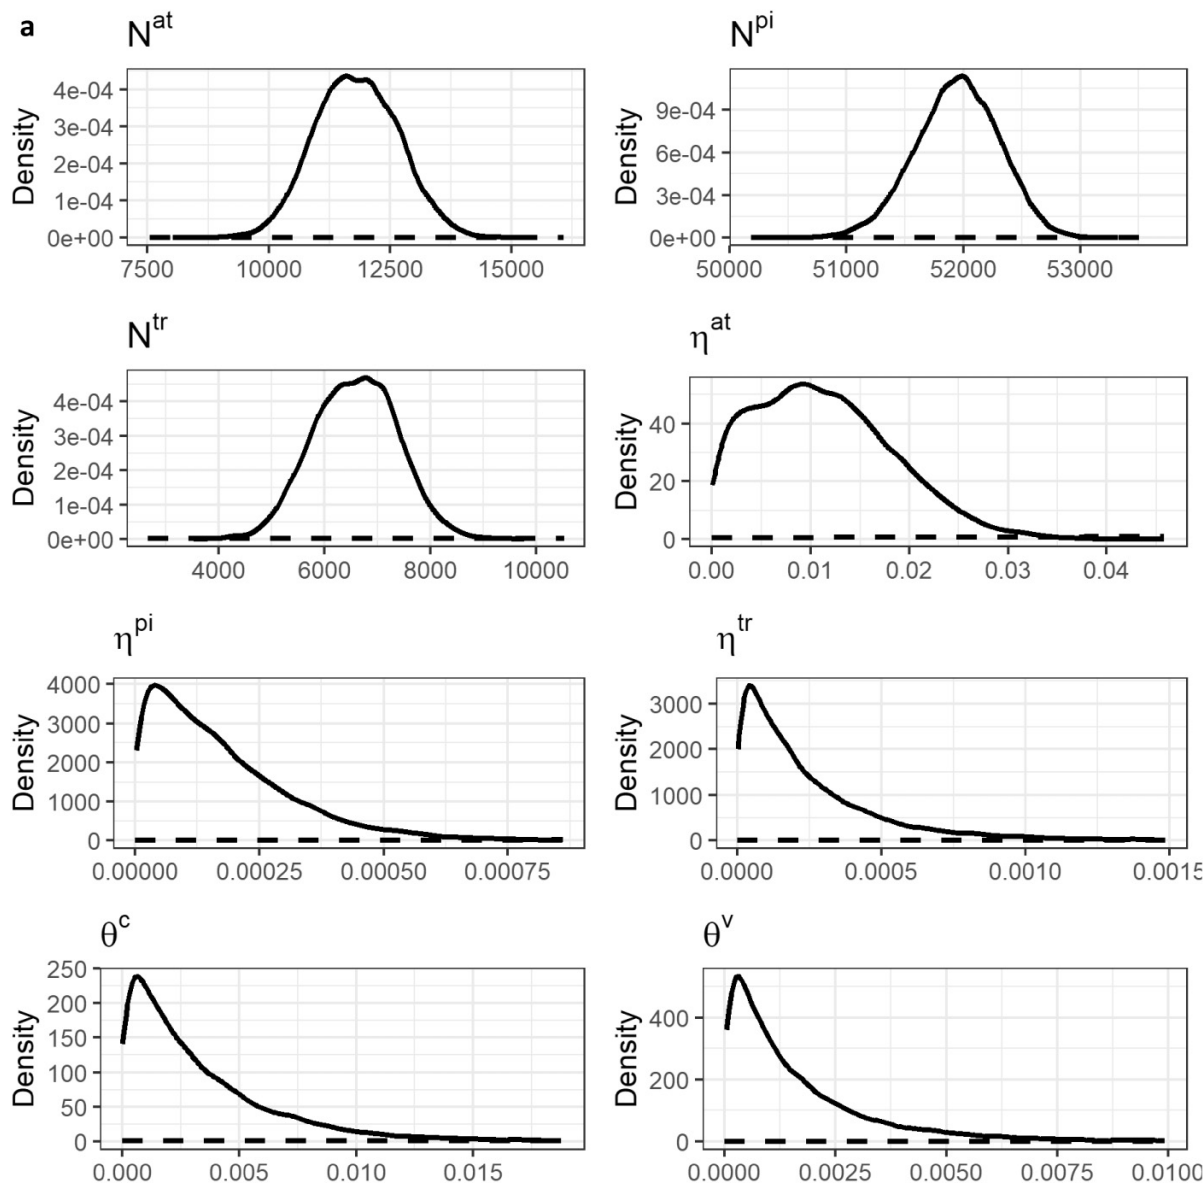 a
N^at
Density
4e-04
3e-04
2e-04
1e-04
0e+00
7500 10000 12500 15000
N^pi
Density
9e-04
6e-04
3e-04
0e+00
50000 51000 52000 53000
N^tr
Density
4e-04
3e-04
2e-04
1e-04
0e+00
4000 6000 8000 10000
η^at
Density
40
20
0
0.00 0.01 0.02 0.03 0.04
η^pi
Density
4000
3000
2000
1000
0
0.00000 0.00025 0.00050 0.00075
η^tr
Density
3000
2000
1000
0
0.0000 0.0005 0.0010 0.0015
θ^c
Density
250
200
150
100
50
0
0.000 0.005 0.010 0.015
θ^v
Density
400
200
0
0.0000 0.0025 0.0050 0.0075 0.0100